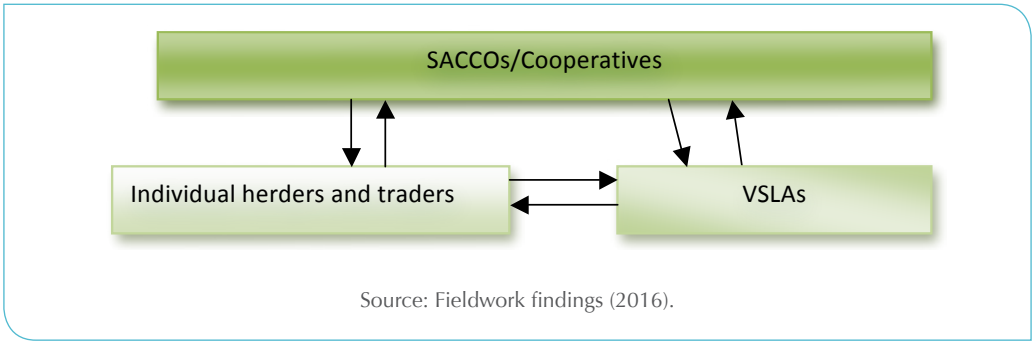 SACCOs/Cooperatives
Individual herders and traders
VSLAs
Source: Fieldwork findings (2016).